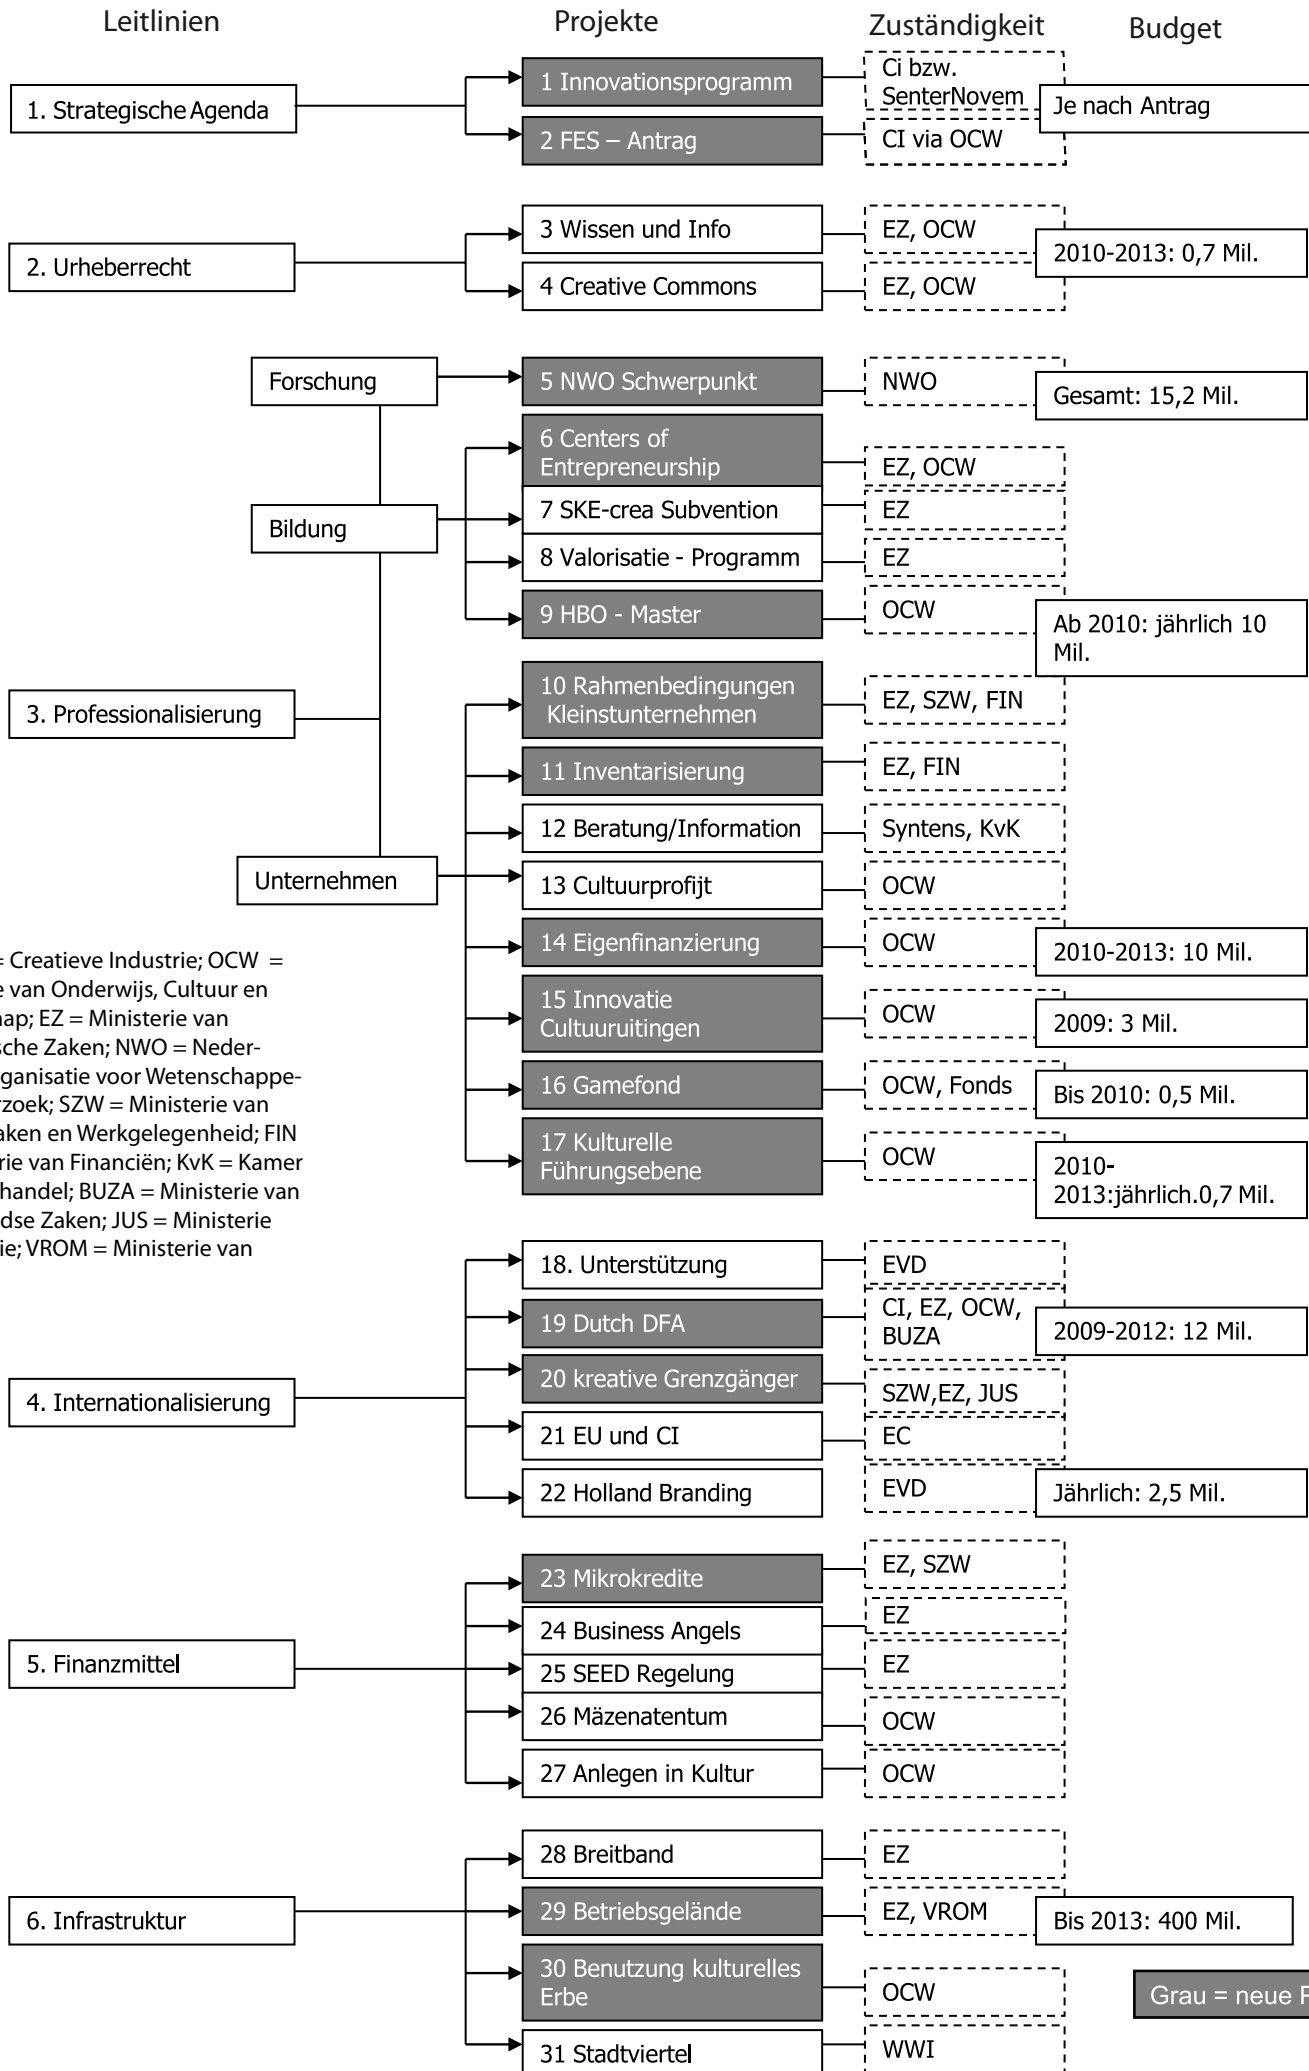 Leitlinien
Projekte
Zuständigkeit
Budget
1. Strategische Agenda
1 Innovationsprogramm
Ci bzw.
SenterNovem
Je nach Antrag
2 FES – Antrag
CI via OCW
2. Urheberrecht
3 Wissen und Info
EZ, OCW
2010-2013: 0,7 Mil.
4 Creative Commons
EZ, OCW
Forschung
5 NWO Schwerpunkt
NWO
Gesamt: 15,2 Mil.
Bildung
6 Centers of
Entrepreneurship
EZ, OCW
7 SKE-crea Subvention
EZ
8 Valorisatie - Programm
EZ
9 HBO - Master
OCW
Ab 2010: jährlich 10
Mil.
3. Professionalisierung
10 Rahmenbedingungen
Kleinstunternehmen
EZ, SZW, FIN
11 Inventarisierung
EZ, FIN
12 Beratung/Information
Syntens, KvK
Unternehmen
13 Cultuurprofijt
OCW
14 Eigenfinanzierung
OCW
2010-2013: 10 Mil.
15 Innovatie
Cultuuruitingen
OCW
2009: 3 Mil.
16 Gamefond
OCW, Fonds
Bis 2010: 0,5 Mil.
17 Kulturelle
Führungsebene
OCW
2010-
2013:jährlich.0,7 Mil.
= Creatieve Industrie; OCW =
e van Onderwijs, Cultuur en
hap; EZ = Ministerie van
sche Zaken; NWO = Neder-
rganisatie voor Wetenschappe-
rzoek; SZW = Ministerie van
aken en Werkgelegenheid; FIN
rie van Financiën; KvK = Kamer
handel; BUZA = Ministerie van
dse Zaken; JUS = Ministerie
ie; VROM = Ministerie van
18. Unterstützung
EVD
19 Dutch DFA
CI, EZ, OCW,
BUZA
2009-2012: 12 Mil.
4. Internationalisierung
20 kreative Grenzgänger
SZW,EZ, JUS
21 EU und CI
EC
22 Holland Branding
EVD
Jährlich: 2,5 Mil.
5. Finanzmittel
23 Mikrokredite
EZ, SZW
24 Business Angels
EZ
25 SEED Regelung
EZ
26 Mäzenatentum
OCW
27 Anlegen in Kultur
OCW
6. Infrastruktur
28 Breitband
EZ
29 Betriebsgelände
EZ, VROM
Bis 2013: 400 Mil.
30 Benutzung kulturelles
Erbe
OCW
Grau = neue P
31 Stadtviertel
WWI